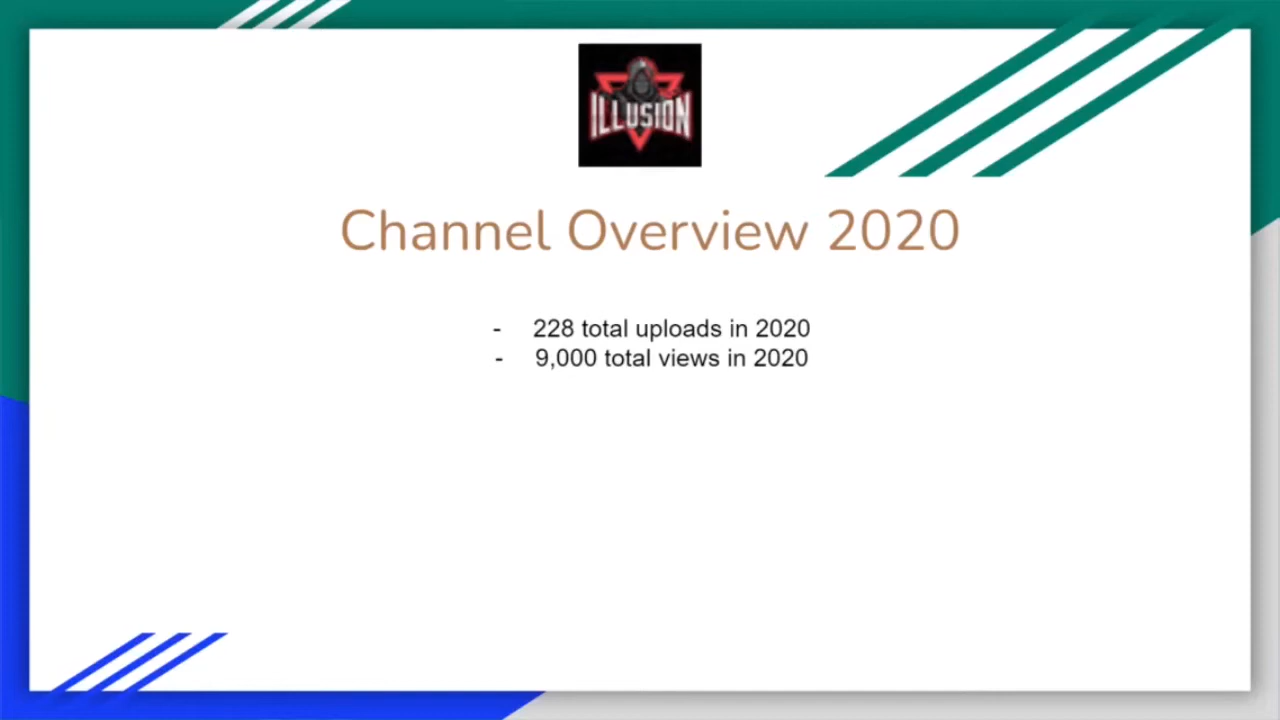 ILLUSION
Channel Overview 2020
- 228 total uploads in 2020
- 9,000 total views in 2020